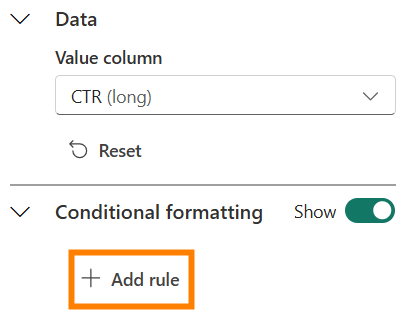 Data
Value column
CTR (long)
Reset
Conditional formatting Show
Add rule